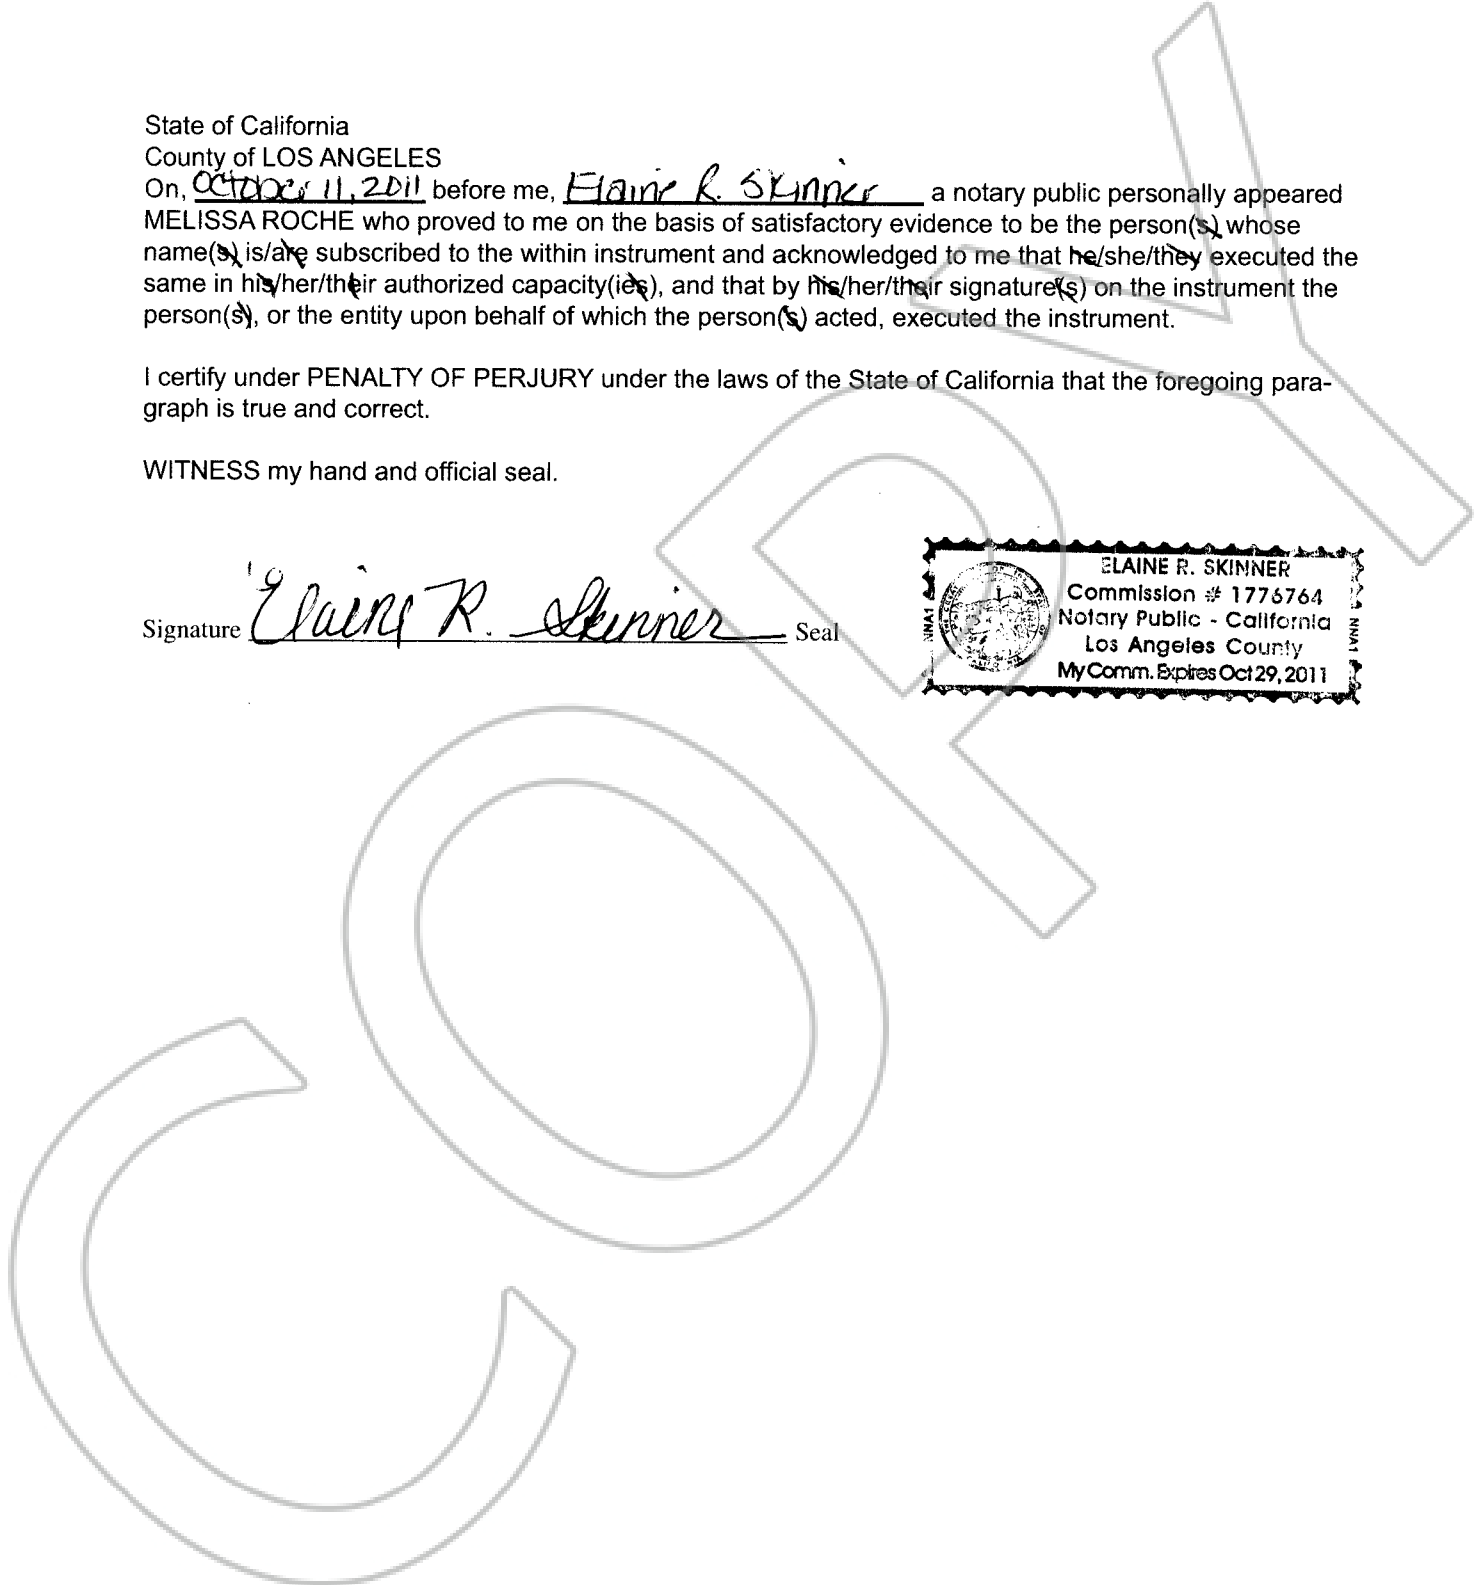 State of California
County of LOS ANGELES
On, October 11, 2011 before me, Elaine R. Skinner a notary public personally appeared
MELISSA ROCHE who proved to me on the basis of satisfactory evidence to be the person(s) whose
name(s) is/are subscribed to the within instrument and acknowledged to me that he/she/they executed the
same in his/her/their authorized capacity(ies), and that by his/her/their signature(s) on the instrument the
person(s), or the entity upon behalf of which the person(s) acted, executed the instrument.
I certify under PENALTY OF PERJURY under the laws of the State of California that the foregoing para-
graph is true and correct.
WITNESS my hand and official seal.
Signature Elaine R. Skinner Seal
ELAINE R. SKINNER
Commission # 1776764
Notary Public - California
Los Angeles County
My Comm. Expires Oct 29, 2011
NNA1
NNA1
COPY